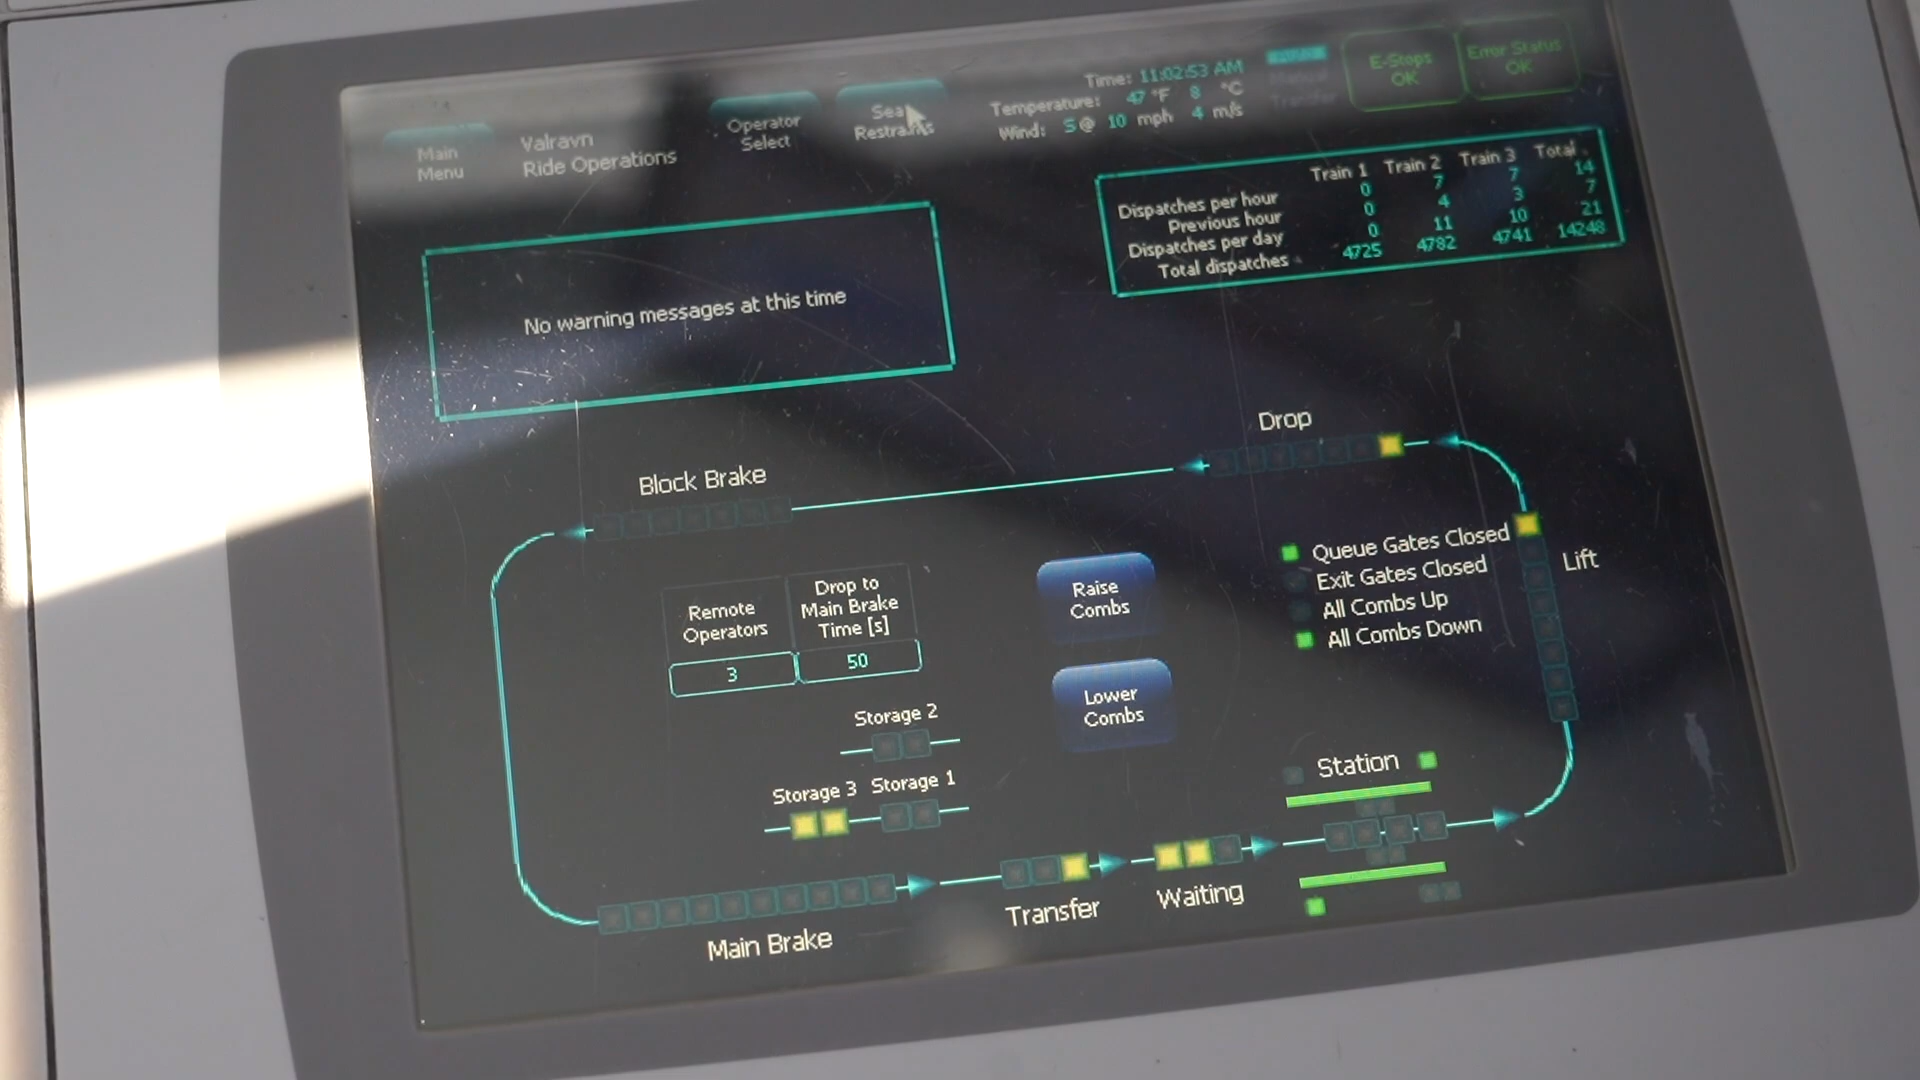 Main
Menu
Valravn
Ride Operations
Operator
Select
Time: 11:02:53 AM
Temperature: 47 °F 8 °C
Wind: S@ 10 mph 4 m/s
Manual
Transfer
E-Stops
OK
Error Status
OK
Train 1 Train 2 Train 3 Total
Dispatches per hour 0 7 7 14
Previous hour 0 4 3 7
Dispatches per day 0 11 10 21
Total dispatches 4725 4782 4741 14248
No warning messages at this time
Drop
Block Brake
Queue Gates Closed
Exit Gates Closed
All Combs Up
All Combs Down
Lift
Remote
Operators
3
Drop to
Main Brake
Time [s]
50
Raise
Combs
Lower
Combs
Storage 2
Storage 3 Storage 1
Station
Transfer
Waiting
Main Brake